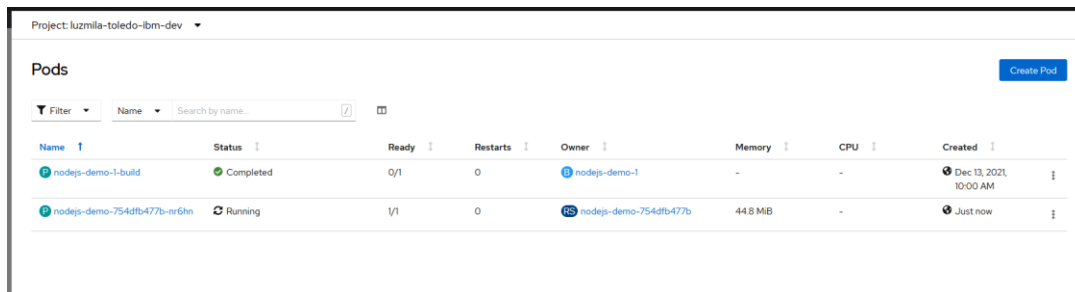 Project: luzmila-toledo-ibm-dev
Pods
Create Pod
Filter Name Search by name... /
Name Status Ready Restarts Owner Memory CPU Created
P nodejs-demo-1-build Completed 0/1 0 B nodejs-demo-1 - - Dec 13, 2021,
10:00 AM
P nodejs-demo-754dfb477b-nr6hn Running 1/1 0 RS nodejs-demo-754dfb477b 44.8 MiB - Just now